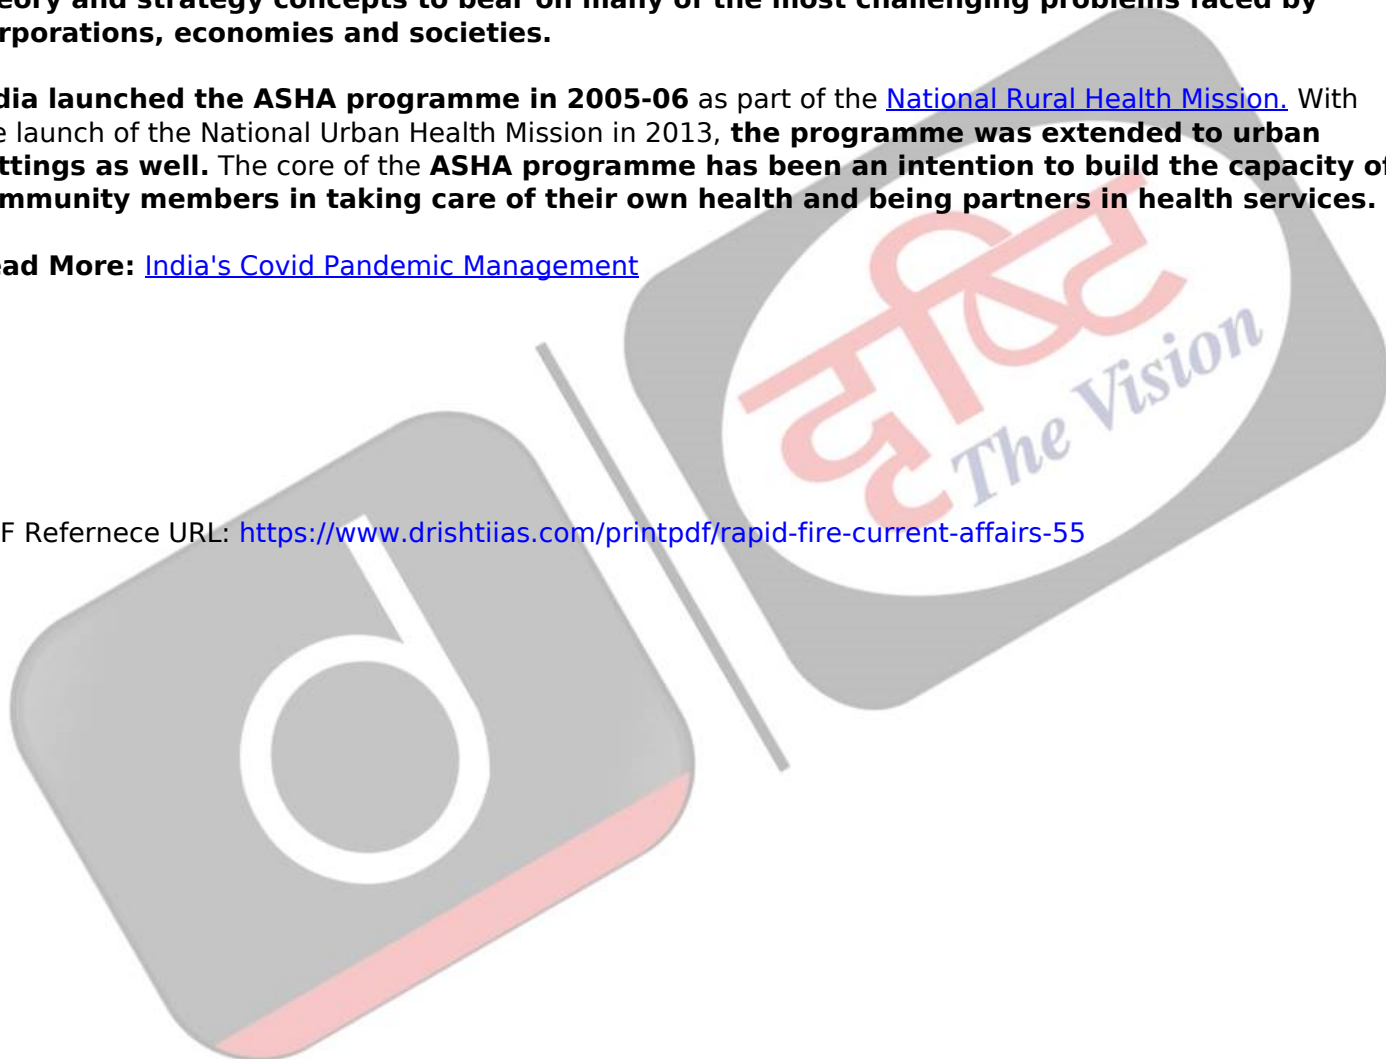 eory and strategy concepts to bear on many of the most challenging problems faced by
rporations, economies and societies.
dia launched the ASHA programme in 2005-06 as part of the National Rural Health Mission. With
e launch of the National Urban Health Mission in 2013, the programme was extended to urban
ttings as well. The core of the ASHA programme has been an intention to build the capacity of
mmunity members in taking care of their own health and being partners in health services.
ead More: India's Covid Pandemic Management
दृष्टि
The Vision
F Refernece URL: https://www.drishtiias.com/printpdf/rapid-fire-current-affairs-55
d